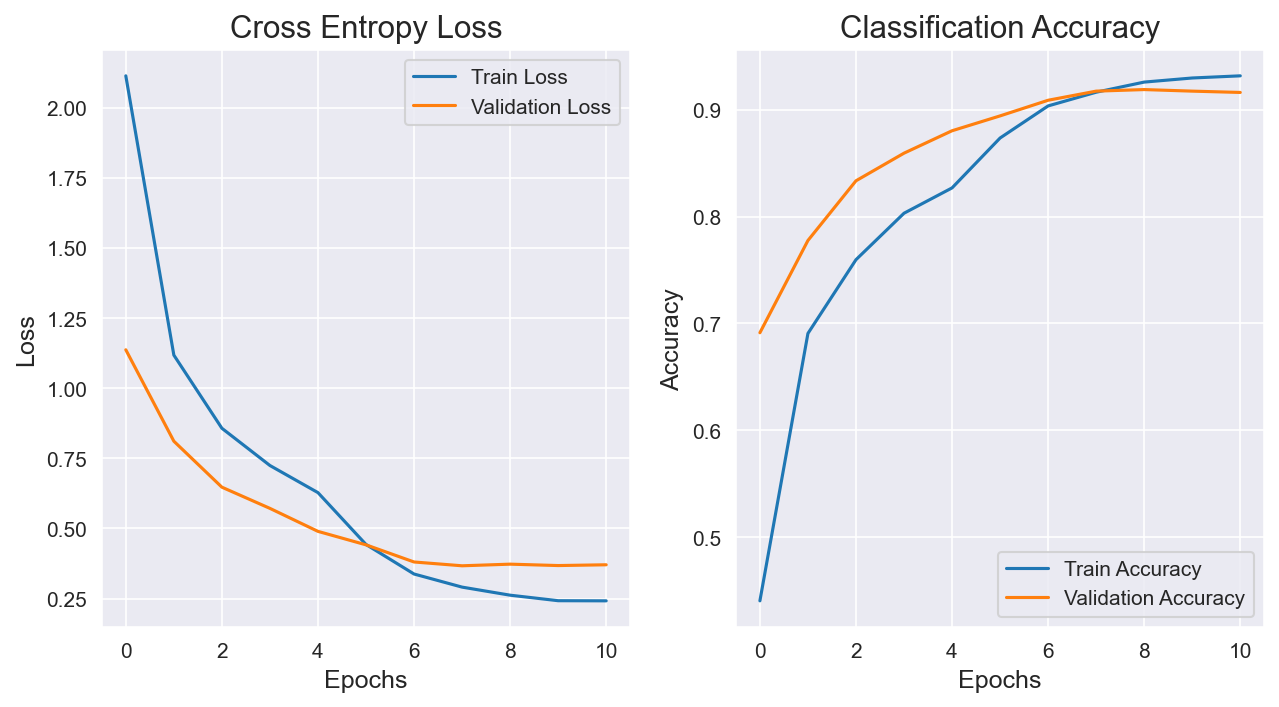 Cross Entropy Loss
Train Loss
Validation Loss
2.00
1.75
1.50
1.25
1.00
0.75
0.50
0.25
Loss
0 2 4 6 8 10
Epochs
Classification Accuracy
0.9
0.8
0.7
0.6
0.5
Accuracy
Train Accuracy
Validation Accuracy
0 2 4 6 8 10
Epochs